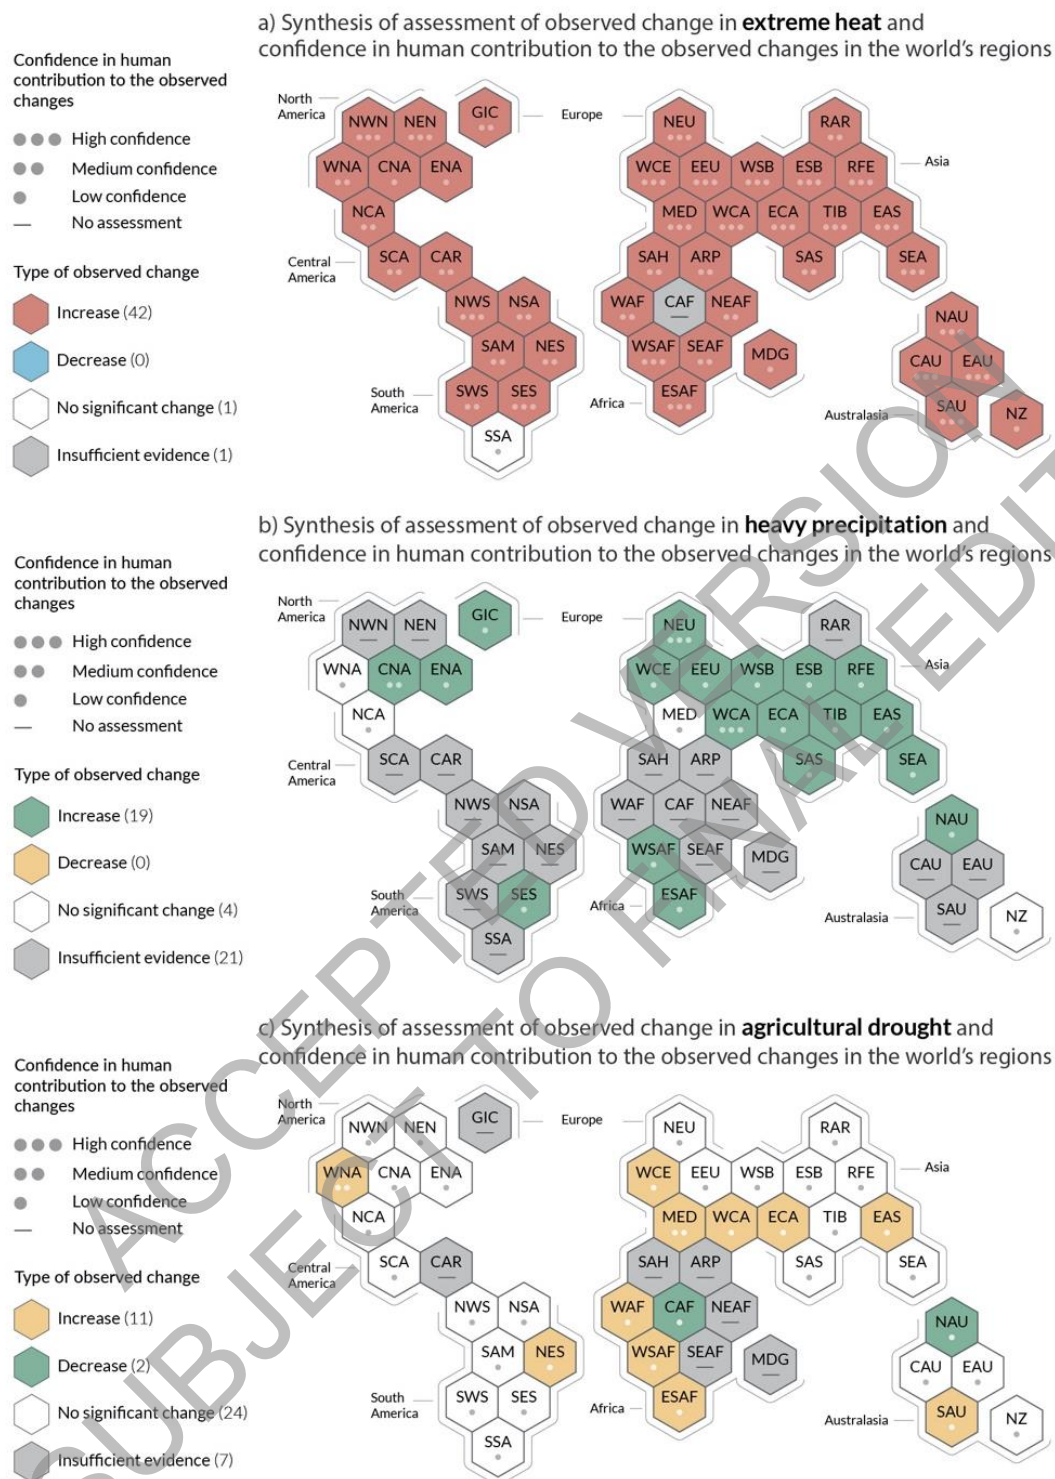 a) Synthesis of assessment of observed change in extreme heat and
confidence in human contribution to the observed changes in the world's regions
Confidence in human
contribution to the observed
changes
High confidence
Medium confidence
Low confidence
No assessment
Type of observed change
Increase (42)
Decrease (0)
No significant change (1)
Insufficient evidence (1)
North
America
GIC
Europe
NWN NEN
NEU
RAR
WNA CNA ENA
WCE EEU WSB ESB RFE
Asia
NCA
MED WCA ECA TIB EAS
Central
America
SCA CAR
SAH ARP
SAS
SEA
NWS NSA
WAF CAF NEAF
NAU
SAM NES
WSAF SEAF MDG
CAU EAU
South
America
SWS SES
Africa
ESAF
Australasia
SAU
NZ
SSA
b) Synthesis of assessment of observed change in heavy precipitation and
confidence in human contribution to the observed changes in the world's regions
Confidence in human
contribution to the observed
changes
High confidence
Medium confidence
Low confidence
No assessment
Type of observed change
Increase (19)
Decrease (0)
No significant change (4)
Insufficient evidence (21)
North
America
GIC
Europe
NWN NEN
NEU
RAR
WNA CNA ENA
WCE EEU WSB ESB RFE
Asia
NCA
MED WCA ECA TIB EAS
Central
America
SCA CAR
SAH ARP
SAS
SEA
NWS NSA
WAF CAF NEAF
NAU
SAM NES
WSAF SEAF MDG
CAU EAU
South
America
SWS SES
Africa
ESAF
Australasia
SAU
NZ
SSA
c) Synthesis of assessment of observed change in agricultural drought and
confidence in human contribution to the observed changes in the world's regions
Confidence in human
contribution to the observed
changes
High confidence
Medium confidence
Low confidence
No assessment
Type of observed change
Increase (11)
Decrease (2)
No significant change (24)
Insufficient evidence (7)
North
America
GIC
Europe
NWN NEN
NEU
RAR
WNA CNA ENA
WCE EEU WSB ESB RFE
Asia
NCA
MED WCA ECA TIB EAS
Central
America
SCA CAR
SAH ARP
SAS
SEA
NWS NSA
WAF CAF NEAF
NAU
SAM NES
WSAF SEAF MDG
CAU EAU
South
America
SWS SES
Africa
ESAF
Australasia
SAU
NZ
SSA
ACCEPTED VERSION
SUBJECT TO FINAL EDIT